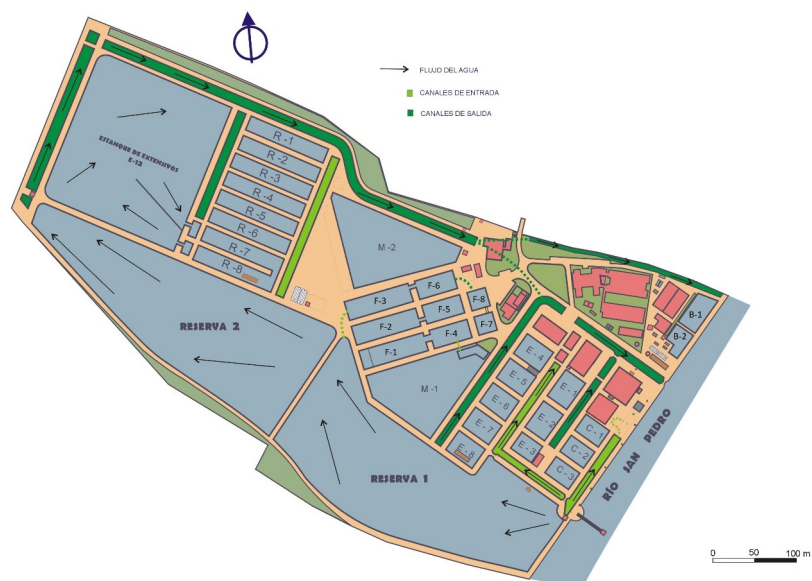 FLUJO DEL AGUA
CANALES DE ENTRADA
CANALES DE SALIDA
ESTANQUE DE EXTENSIVOS
E-12
R -1
R -2
R -3
R -4
R -5
R -6
R -7
R -8
M -2
F-6
F-3
F-8
F-5
F-2
F-7
F-4
F-1
M -1
B-1
B-2
E-4
E-5
E-6
E-7
E-8
E-1
E-2
E-3
C-1
C-2
C-3
RESERVA 2
RESERVA 1
RÍO SAN PEDRO
0 50 100 m